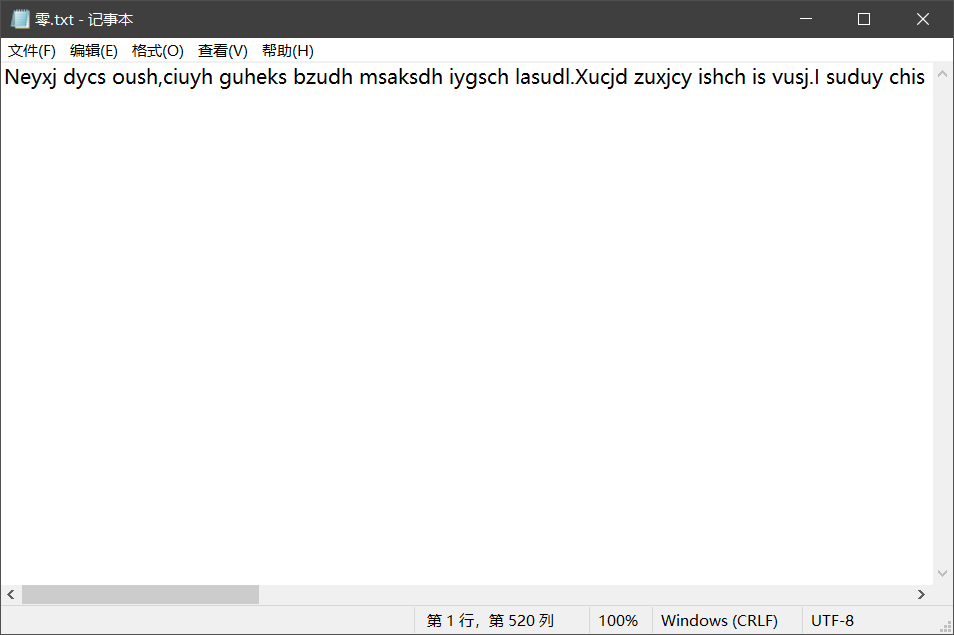 零.txt - 记事本
文件(F) 编辑(E) 格式(O) 查看(V) 帮助(H)
Neyxj dycs oush,ciuyh guheks bzudh msaksdh iygsch lasudl.Xucjd zuxjcy ishch is vusj.I suduy chis
第 1 行，第 520 列 100% Windows (CRLF) UTF-8